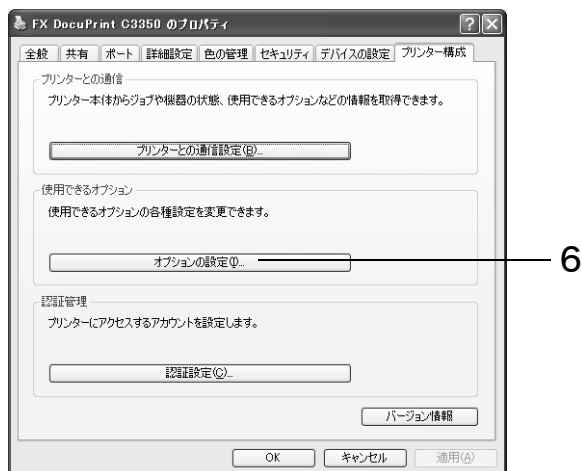 FX DocuPrint C3350 のプロパティ
全般 共有 ポート 詳細設定 色の管理 セキュリティ デバイスの設定 プリンター構成
プリンターとの通信
プリンター本体からジョブや機器の状態、使用できるオプションなどの情報を取得できます。
プリンターとの通信設定(B)...
使用できるオプション
使用できるオプションの各種設定を変更できます。
オプションの設定(I)...
6
認証管理
プリンターにアクセスするアカウントを設定します。
認証設定(C)...
バージョン情報
OK キャンセル 適用(A)